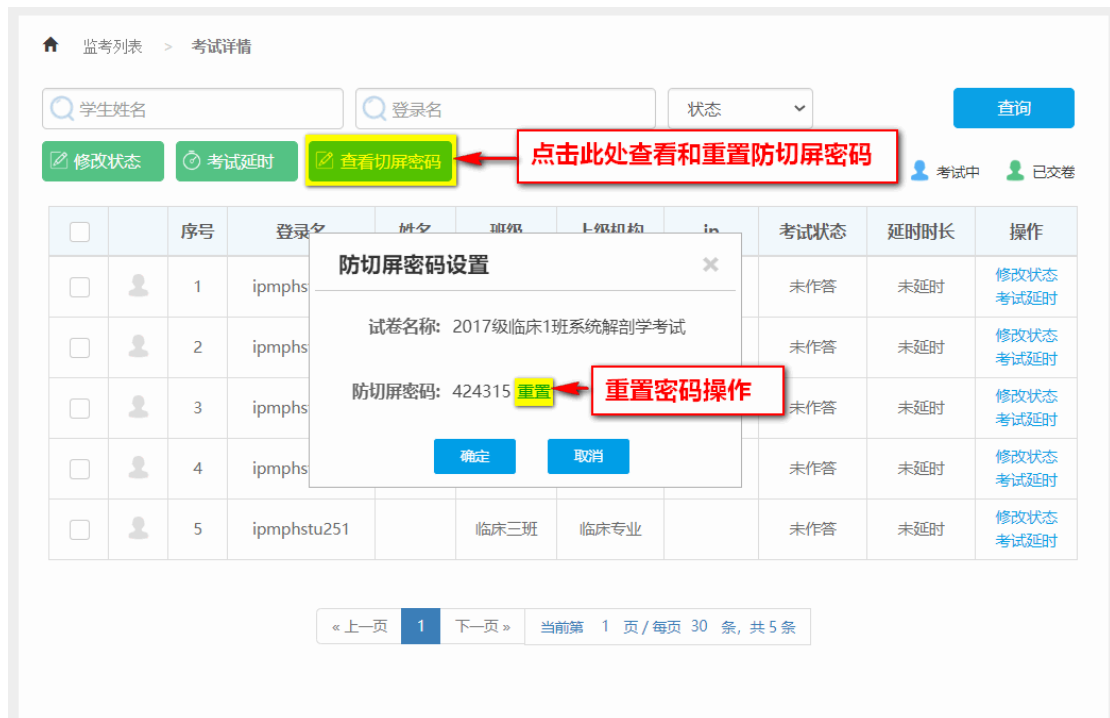 监考列表 > 考试详情
学生姓名 登录名 状态 查询
修改状态 考试延时 查看切屏密码 点击此处查看和重置防切屏密码 考试中 已交卷
序号 登录名 姓名 班级 上级机构 ip 考试状态 延时时长 操作
防切屏密码设置 ×
1 ipmphs 未作答 未延时 修改状态
考试延时
试卷名称: 2017级临床1班系统解剖学考试
2 ipmphs 未作答 未延时 修改状态
考试延时
防切屏密码: 424315 重置 重置密码操作
3 ipmphs 未作答 未延时 修改状态
考试延时
确定 取消
4 ipmphs 未作答 未延时 修改状态
考试延时
5 ipmphstu251 临床三班 临床专业 未作答 未延时 修改状态
考试延时
« 上一页 1 下一页 » 当前第 1 页 / 每页 30 条, 共 5 条